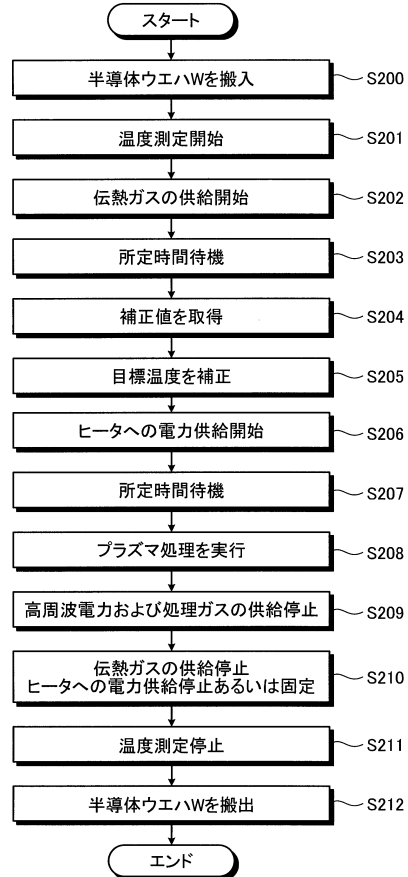 スタート
半導体ウエハWを搬入
S200
温度測定開始
S201
伝熱ガスの供給開始
S202
所定時間待機
S203
補正値を取得
S204
目標温度を補正
S205
ヒータへの電力供給開始
S206
所定時間待機
S207
プラズマ処理を実行
S208
高周波電力および処理ガスの供給停止
S209
伝熱ガスの供給停止
ヒータへの電力供給停止あるいは固定
S210
温度測定停止
S211
半導体ウエハWを搬出
S212
エンド